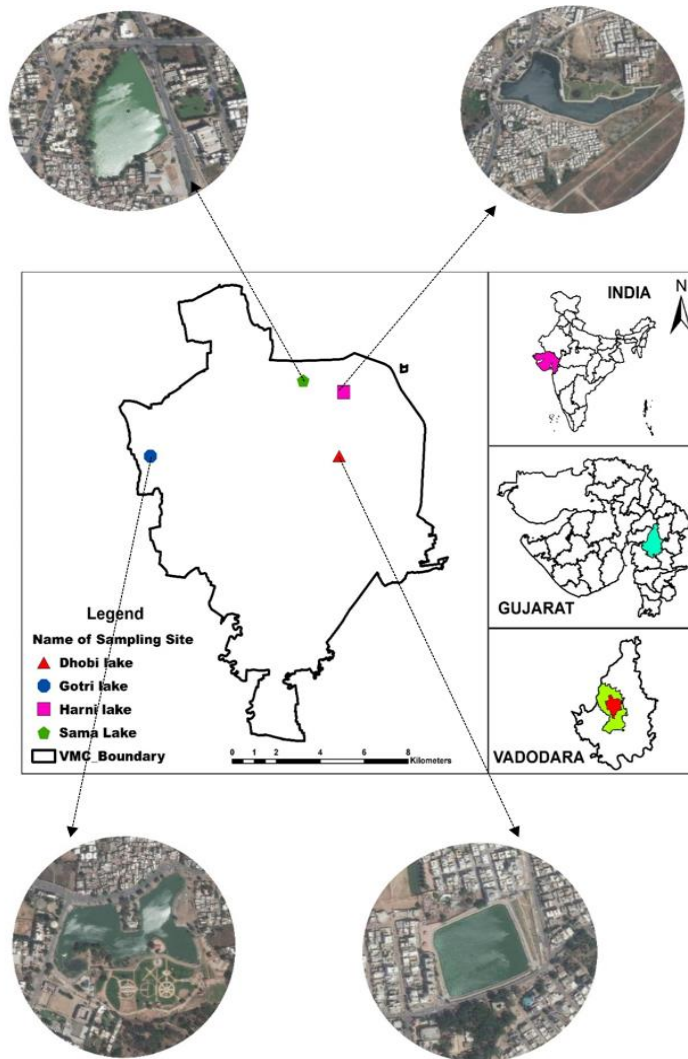 INDIA
N
GUJARAT
VADODARA
Legend
Name of Sampling Site
Dhobi lake
Gotri lake
Harni lake
Sama Lake
VMC_Boundary
0 1 2 4 6 8
Kilometers